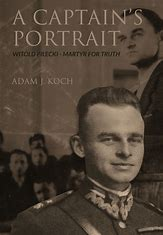 A CAPTAIN'S
PORTRAIT
WITOLD PILECKI - MARTYR FOR TRUTH
ADAM J. KOCH